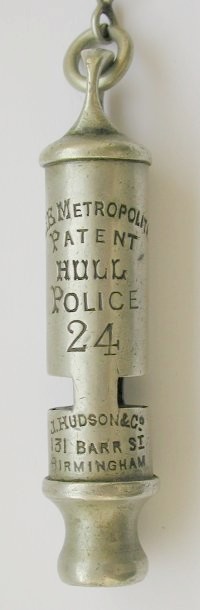 E METROPOLIT
PATENT
HULL
POLICE
24
J. HUDSON & Co
131 BARR ST
BIRMINGHAM